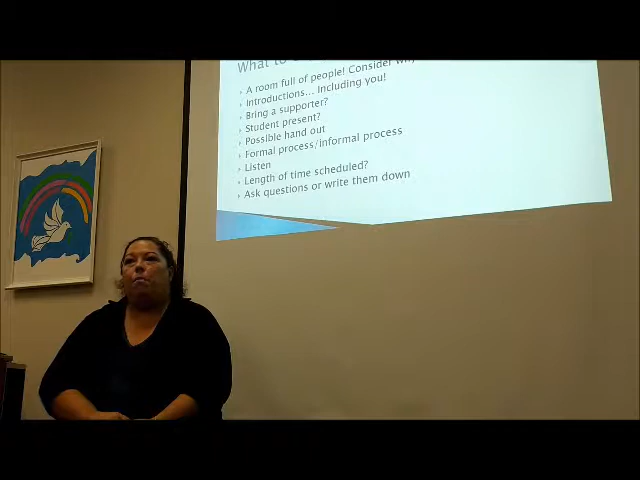 What to
A room full of people! Consider why
Introductions... Including you!
Bring a supporter?
Student present?
Possible hand out
Formal process/informal process
Listen
Length of time scheduled?
Ask questions or write them down